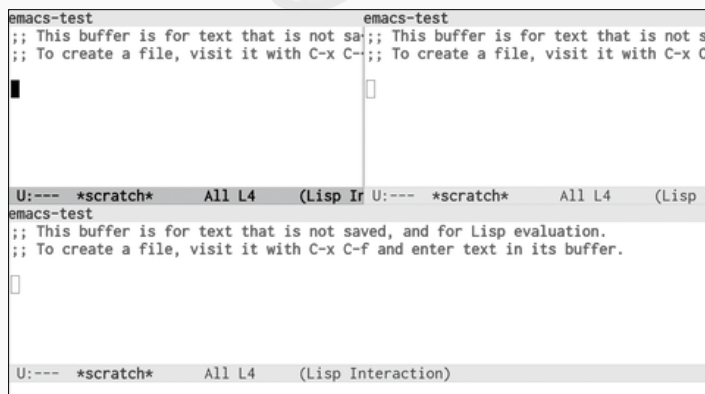 emacs-test
;; This buffer is for text that is not sa
;; To create a file, visit it with C-x C-
U:--- *scratch* All L4 (Lisp In
emacs-test
;; This buffer is for text that is not s
;; To create a file, visit it with C-x C
U:--- *scratch* All L4 (Lisp
emacs-test
;; This buffer is for text that is not saved, and for Lisp evaluation.
;; To create a file, visit it with C-x C-f and enter text in its buffer.
U:--- *scratch* All L4 (Lisp Interaction)